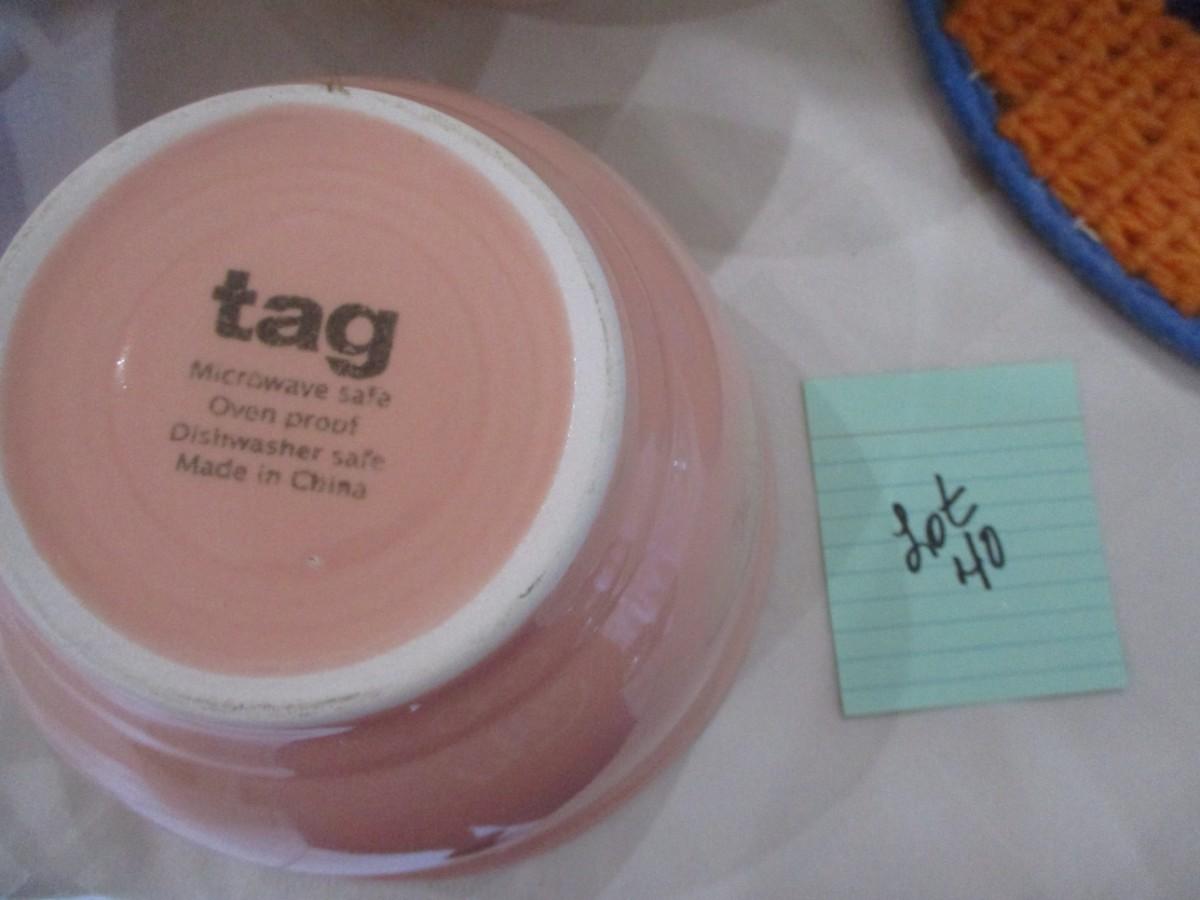 tag
Microwave safe
Oven proof
Dishwasher safe
Made in China
Lot
40